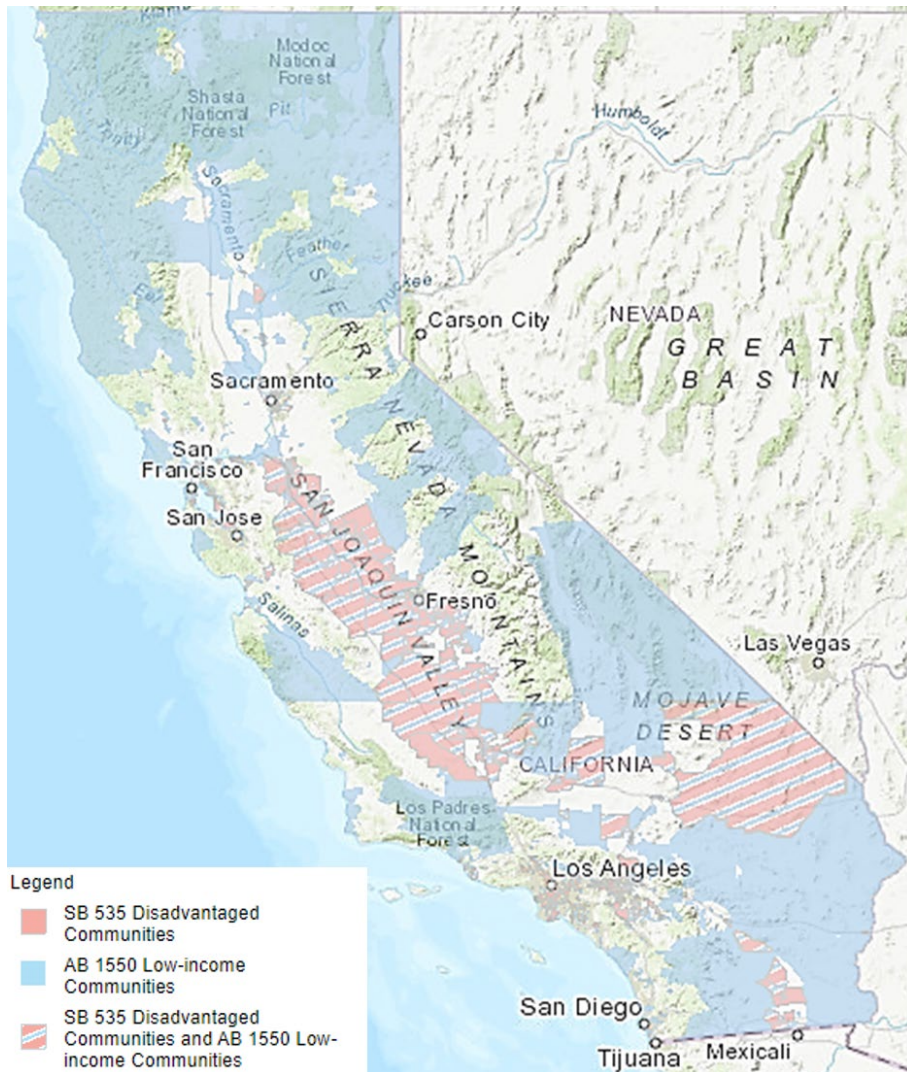 Klamath
Modoc
National
Forest
Shasta
National
Forest
Pit
Trinity
Humboldt
Sacramento
Feather
Truckee
Eel
SIERRA NEVADA MOUNTAINS
Carson City
NEVADA
GREAT
BASIN
Sacramento
San
Francisco
San Jose
SAN JOAQUIN VALLEY
Fresno
Salinas
Las Vegas
MOJAVE
DESERT
CALIFORNIA
Los Padres
National
Forest
Los Angeles
San Diego
Tijuana
Mexicali
Legend
SB 535 Disadvantaged
Communities
AB 1550 Low-income
Communities
SB 535 Disadvantaged
Communities and AB 1550 Low-
income Communities